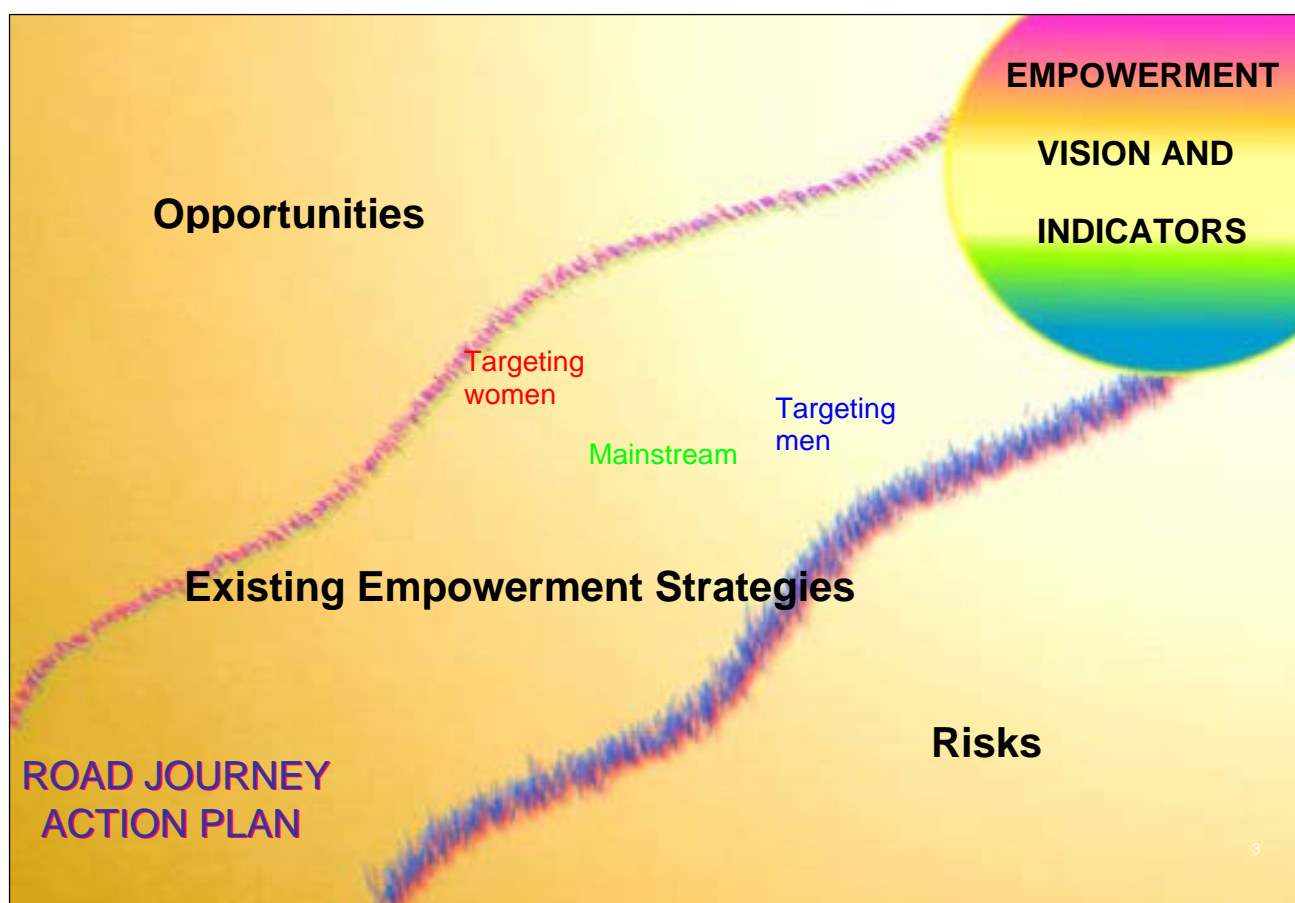 EMPOWERMENT
VISION AND
INDICATORS
Opportunities
Targeting
women
Targeting
men
Mainstream
Existing Empowerment Strategies
Risks
ROAD JOURNEY
ACTION PLAN
3